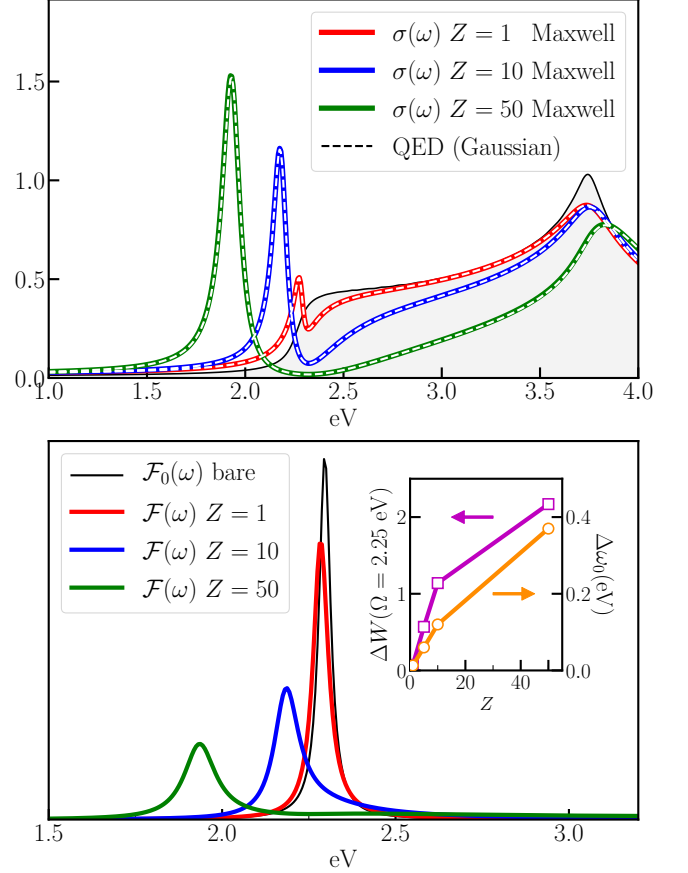 σ(ω) Z = 1 Maxwell
σ(ω) Z = 10 Maxwell
σ(ω) Z = 50 Maxwell
QED (Gaussian)
1.5
1.0
0.5
0.0
1.0 1.5 2.0 2.5 3.0 3.5 4.0
eV
ℱ₀(ω) bare
ℱ(ω) Z = 1
ℱ(ω) Z = 10
ℱ(ω) Z = 50
ΔW(Ω = 2.25 eV)
2
1
0
0.4
0.2
0.0
Δω₀(eV)
0 20 40
Z
1.5 2.0 2.5 3.0
eV